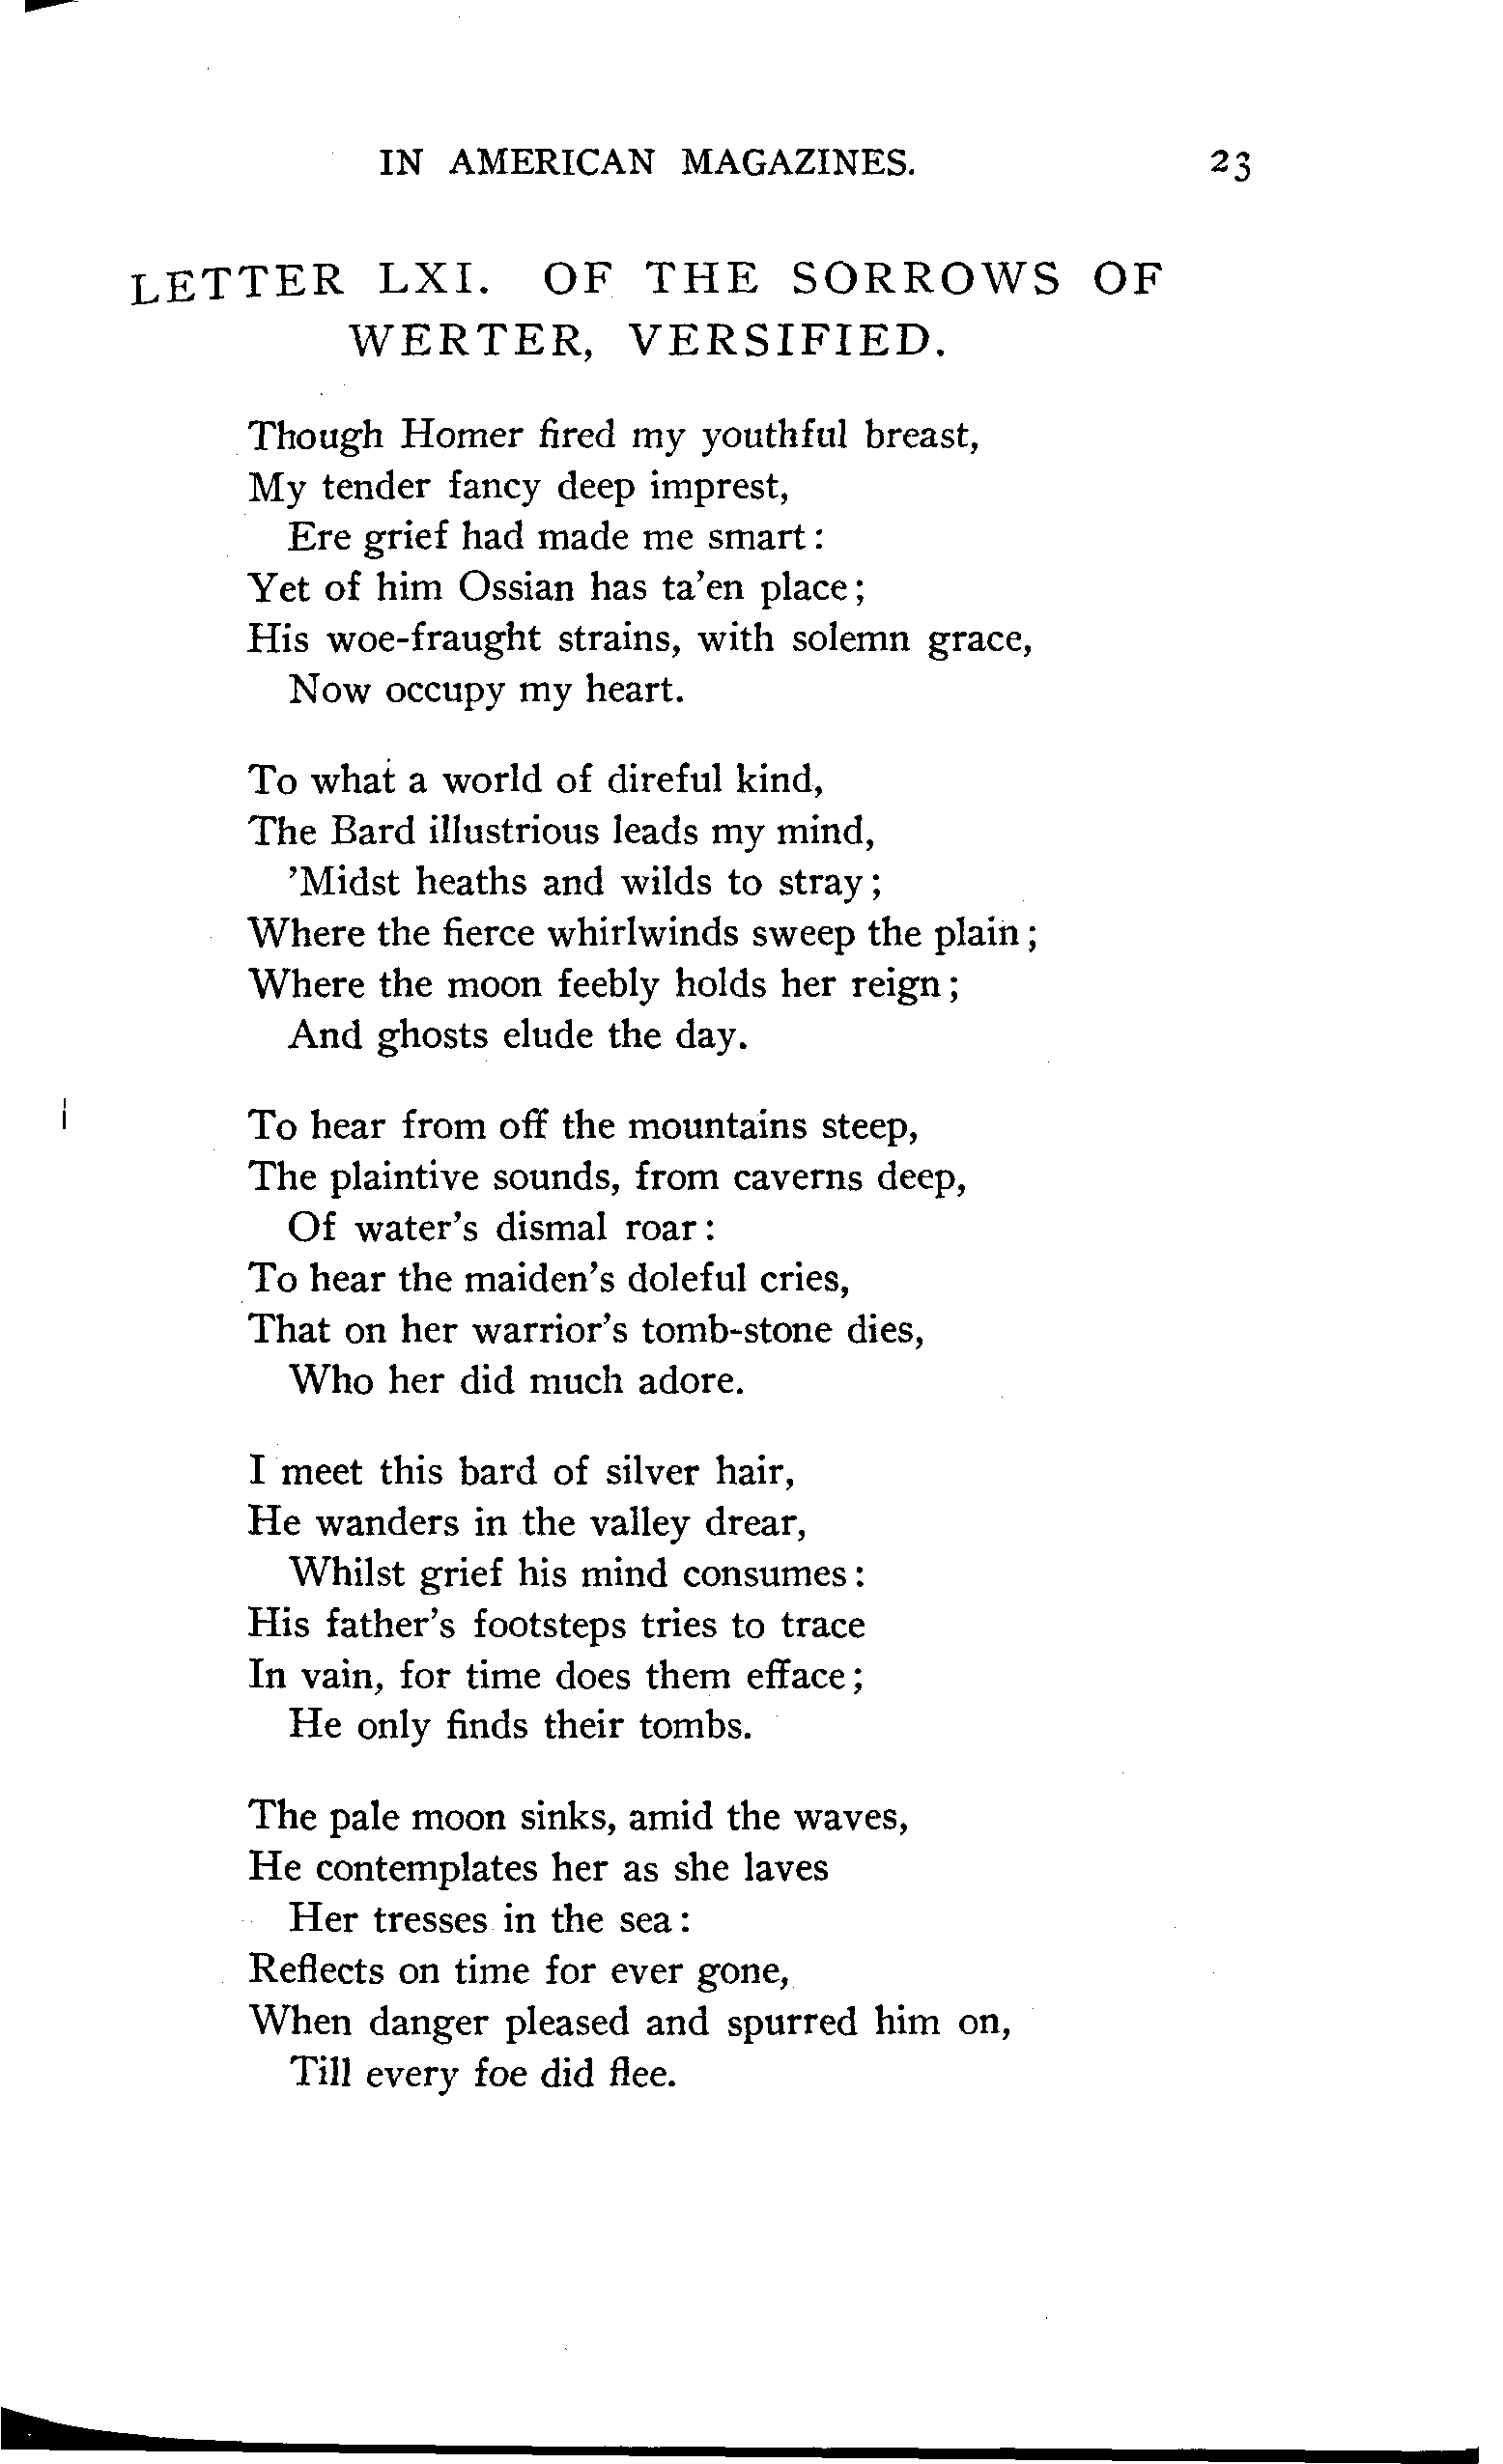 IN AMERICAN MAGAZINES. 23
LETTER LXI. OF THE SORROWS OF
WERTER, VERSIFIED.
Though Homer fired my youthful breast,
My tender fancy deep imprest,
Ere grief had made me smart:
Yet of him Ossian has ta'en place;
His woe-fraught strains, with solemn grace,
Now occupy my heart.
To what a world of direful kind,
The Bard illustrious leads my mind,
'Midst heaths and wilds to stray;
Where the fierce whirlwinds sweep the plain;
Where the moon feebly holds her reign;
And ghosts elude the day.
To hear from off the mountains steep,
The plaintive sounds, from caverns deep,
Of water's dismal roar:
To hear the maiden's doleful cries,
That on her warrior's tomb-stone dies,
Who her did much adore.
I meet this bard of silver hair,
He wanders in the valley drear,
Whilst grief his mind consumes:
His father's footsteps tries to trace
In vain, for time does them efface;
He only finds their tombs.
The pale moon sinks, amid the waves,
He contemplates her as she laves
Her tresses in the sea:
Reflects on time for ever gone,
When danger pleased and spurred him on,
Till every foe did flee.